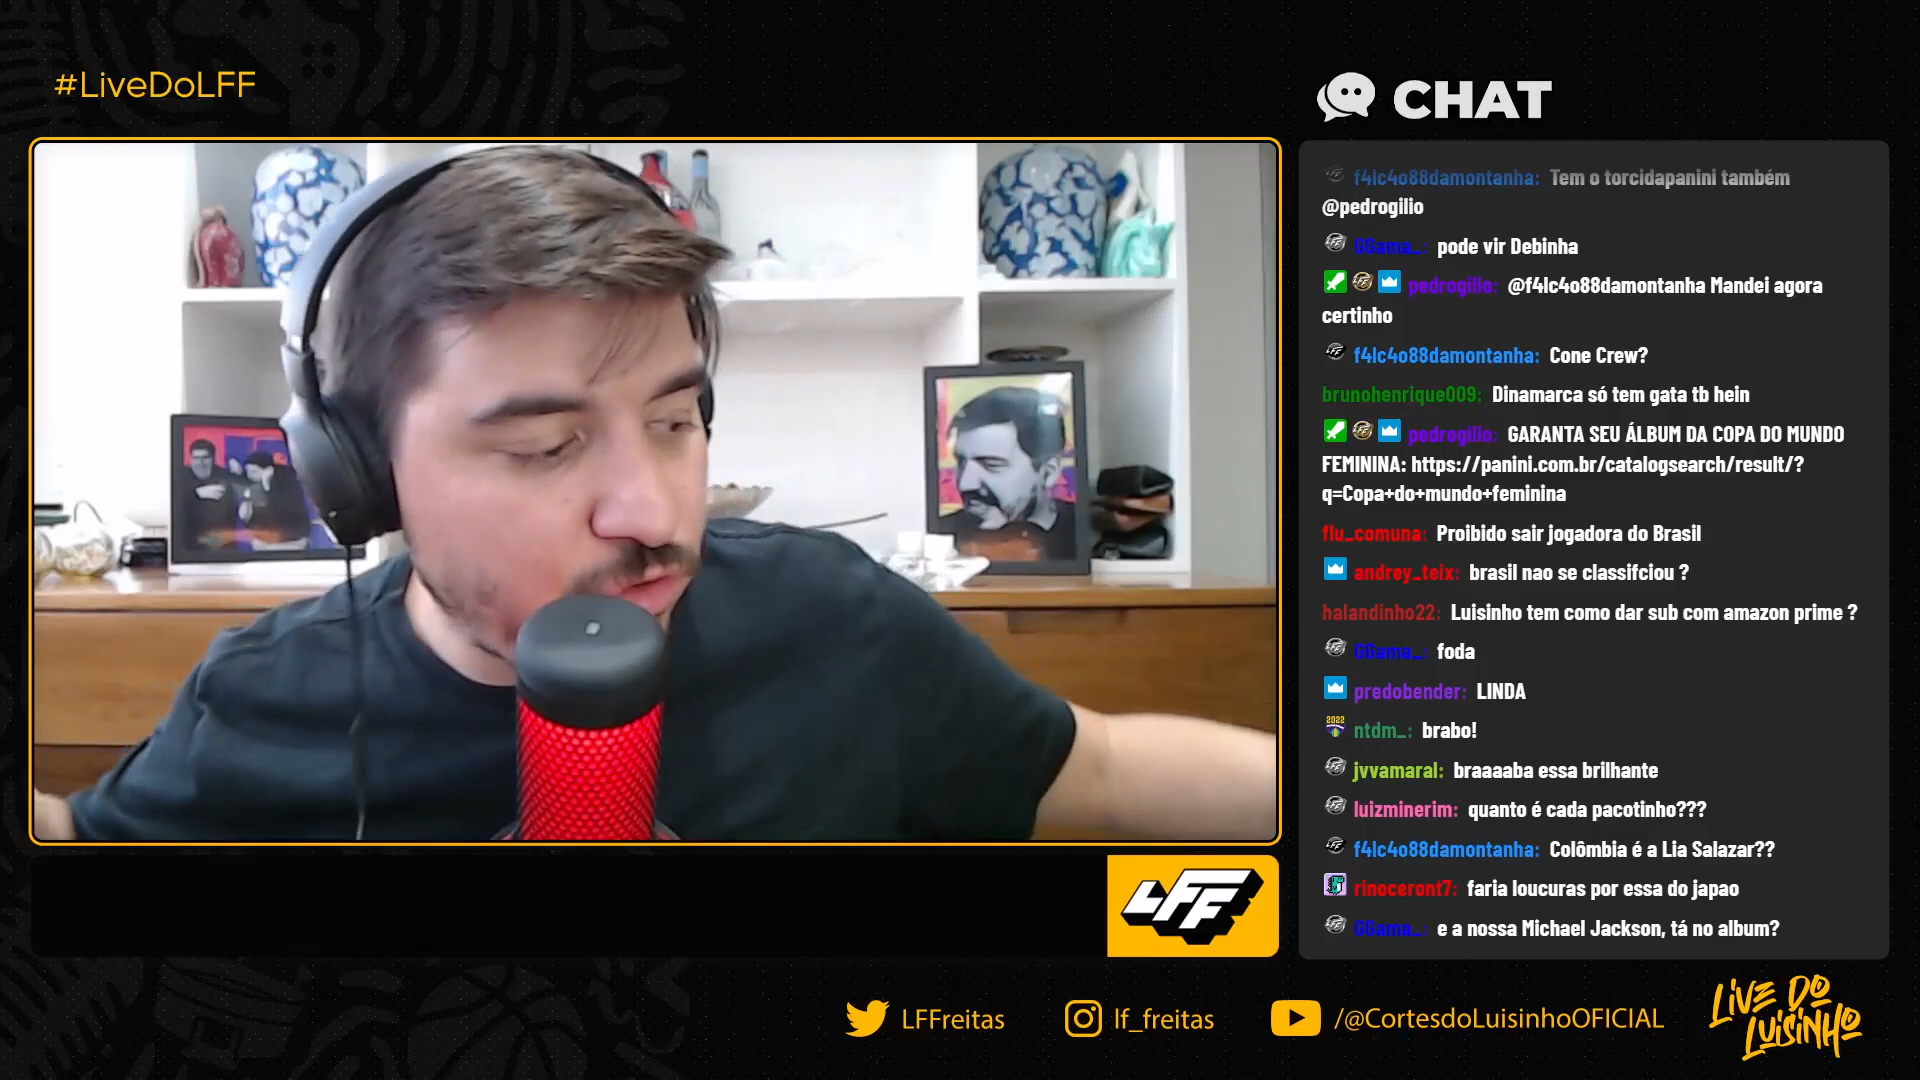 #LiveDoLFF
CHAT
f4lc4o88damontanha: Tem o torcidapanini também
@pedrogilio
GGama_: pode vir Debinha
pedrogilio: @f4lc4o88damontanha Mandei agora
certinho
f4lc4o88damontanha: Cone Crew?
brunohenrique009: Dinamarca só tem gata tb hein
pedrogilio: GARANTA SEU ÁLBUM DA COPA DO MUNDO
FEMININA: https://panini.com.br/catalogsearch/result/?
q=Copa+do+mundo+feminina
flu_comuna: Proibido sair jogadora do Brasil
andrey_teix: brasil nao se classifciou ?
halandinho22: Luisinho tem como dar sub com amazon prime ?
GGama_: foda
predobender: LINDA
2022
ntdm_: brabo!
jvvamaral: braaaaba essa brilhante
luizminerim: quanto é cada pacotinho???
f4lc4o88damontanha: Colômbia é a Lia Salazar??
rinoceront7: faria loucuras por essa do japao
GGama_: e a nossa Michael Jackson, tá no album?
LFF
LFFreitas
lf_freitas
/@CortesdoLuisinhoOFICIAL
LIVE DO
LUISINHO